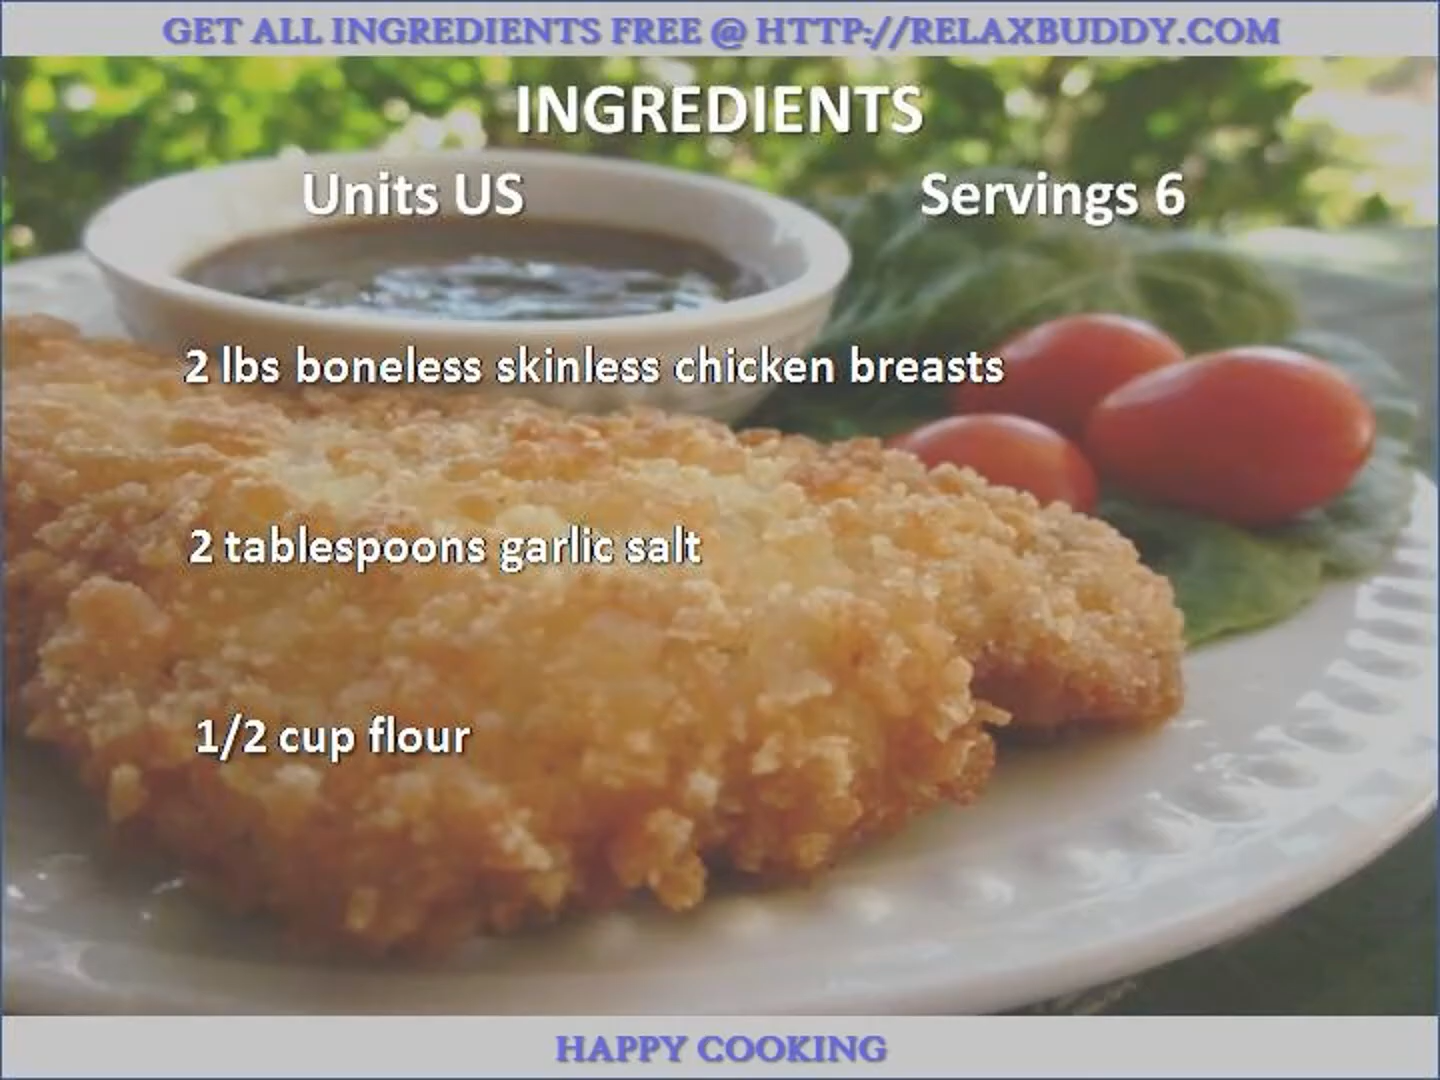 GET ALL INGREDIENTS FREE @ HTTP://RELAXBUDDY.COM
INGREDIENTS
Units US
Servings 6
2 lbs boneless skinless chicken breasts
2 tablespoons garlic salt
1/2 cup flour
HAPPY COOKING